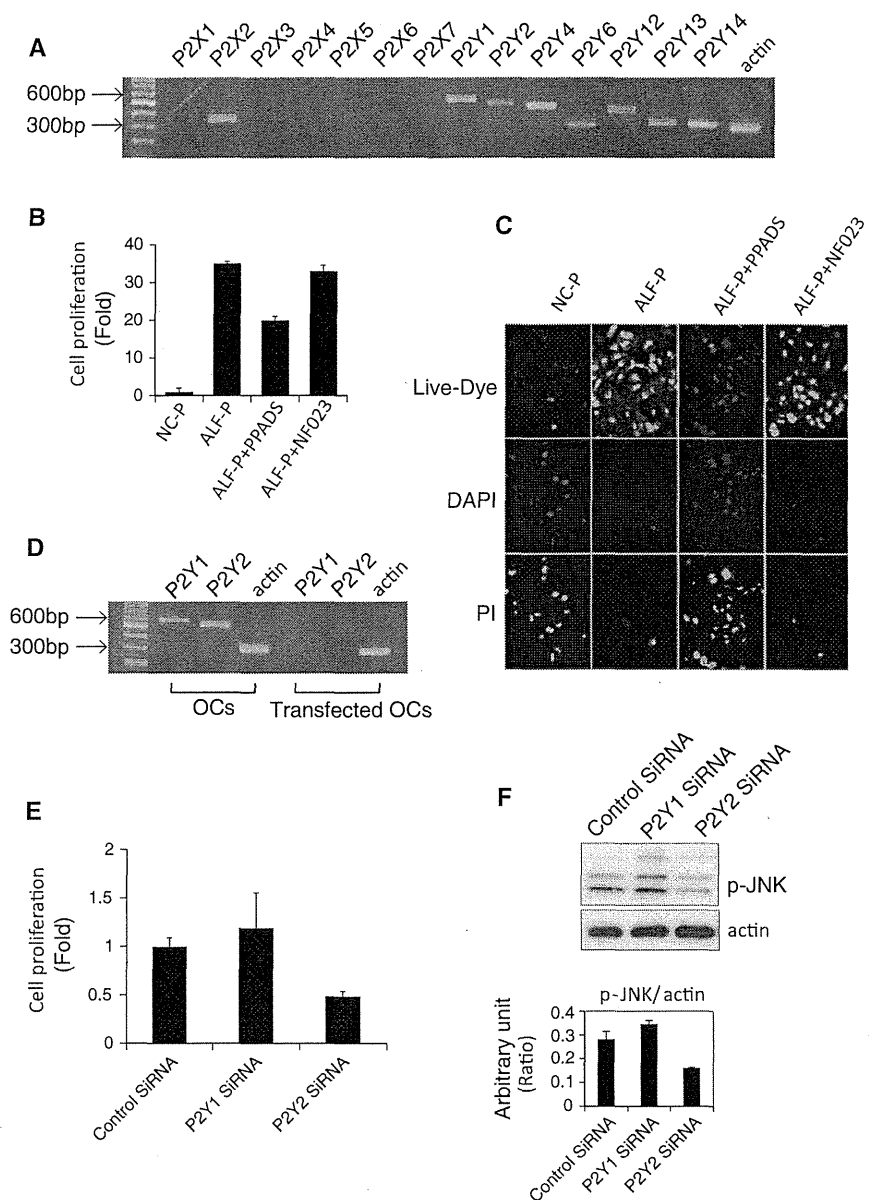 A
P2X1
P2X2
P2X3
P2X4
P2X5
P2X6
P2X7
P2Y1
P2Y2
P2Y4
P2Y6
P2Y12
P2Y13
P2Y14
actin
600bp
300bp
B
Cell proliferation
(Fold)
40
30
20
10
0
NC-P
ALF-P
ALF-P+PPADS
ALF-P+NF023
C
NC-P
ALF-P
ALF-P+PPADS
ALF-P+NF023
Live-Dye
DAPI
PI
D
P2Y1
P2Y2
actin
P2Y1
P2Y2
actin
600bp
300bp
OCs
Transfected OCs
E
Cell proliferation
(Fold)
2
1.5
1
0.5
0
Control SiRNA
P2Y1 SiRNA
P2Y2 SiRNA
F
Control SiRNA
P2Y1 SiRNA
P2Y2 SiRNA
p-JNK
actin
p-JNK/actin
Arbitrary unit
(Ratio)
0.4
0.3
0.2
0.1
0
Control SiRNA
P2Y1 SiRNA
P2Y2 SiRNA